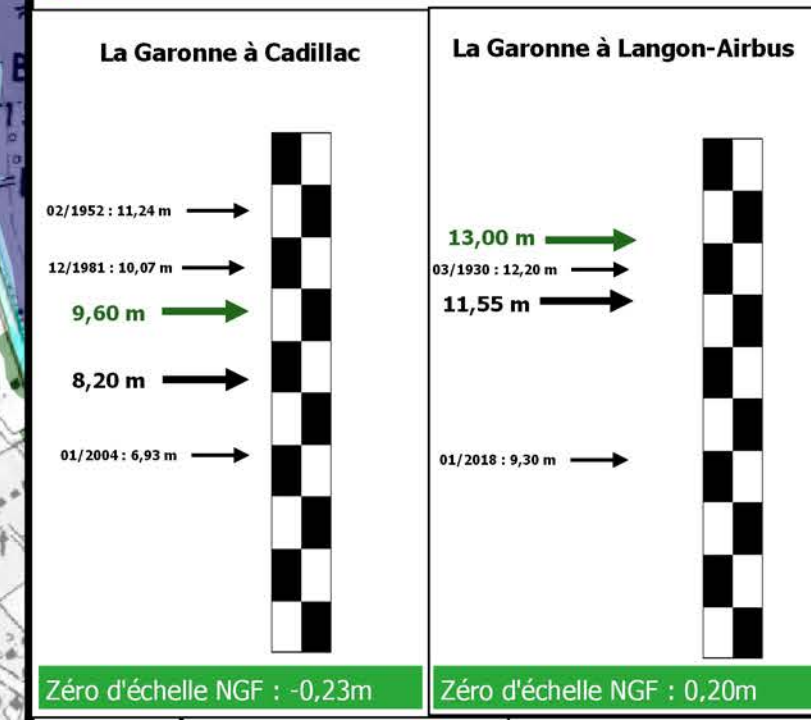 La Garonne à Cadillac
02/1952 : 11,24 m
12/1981 : 10,07 m
9,60 m
8,20 m
01/2004 : 6,93 m
Zéro d'échelle NGF : -0,23m
La Garonne à Langon-Airbus
13,00 m
03/1930 : 12,20 m
11,55 m
01/2018 : 9,30 m
Zéro d'échelle NGF : 0,20m